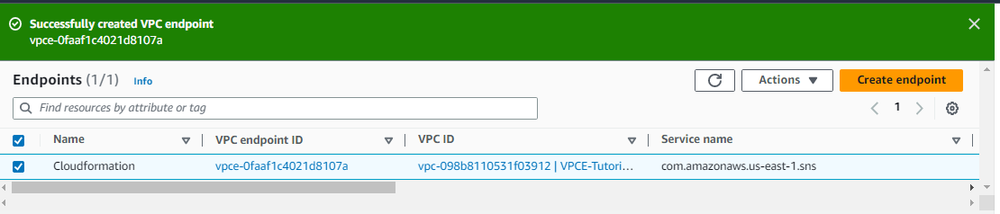 Successfully created VPC endpoint
vpce-0faaf1c4021d8107a
Endpoints (1/1) Info
Actions
Create endpoint
Find resources by attribute or tag
1
Name VPC endpoint ID VPC ID Service name
Cloudformation vpce-0faaf1c4021d8107a vpc-098b8110531f03912 | VPCE-Tutori... com.amazonaws.us-east-1.sns